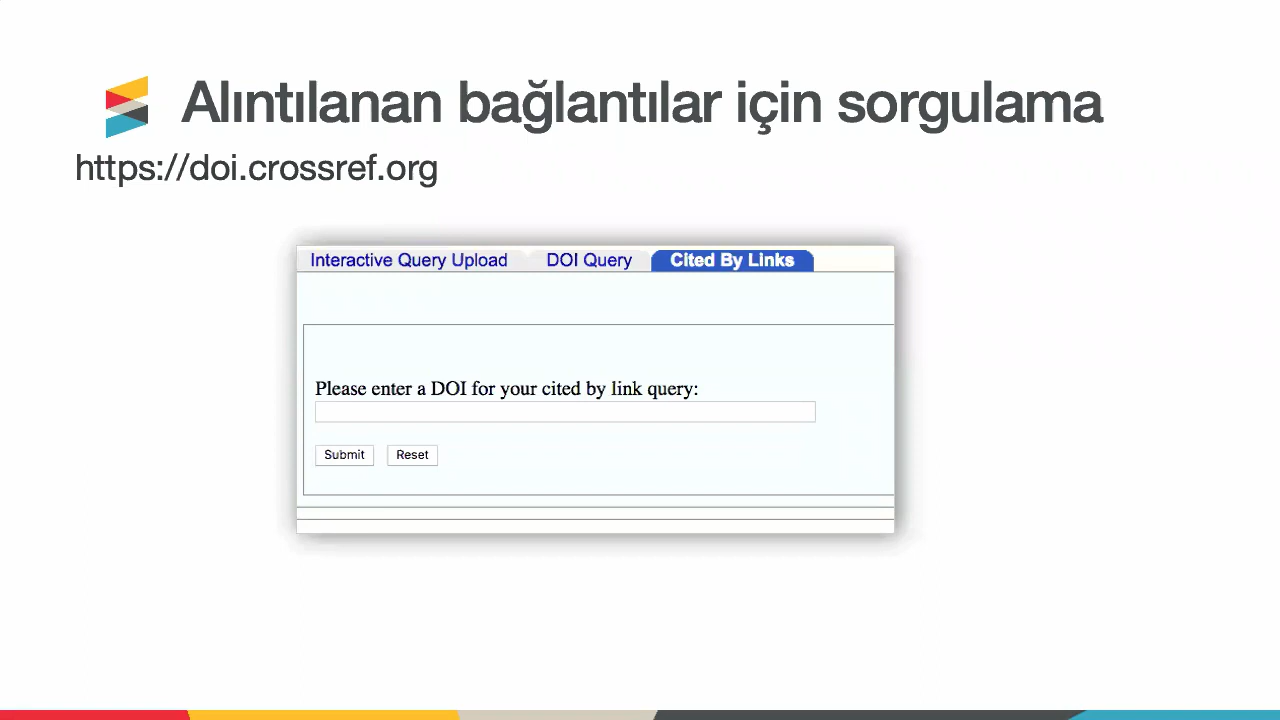 Alıntılanan bağlantılar için sorgulama
https://doi.crossref.org
Interactive Query Upload DOI Query Cited By Links
Please enter a DOI for your cited by link query:
Submit Reset